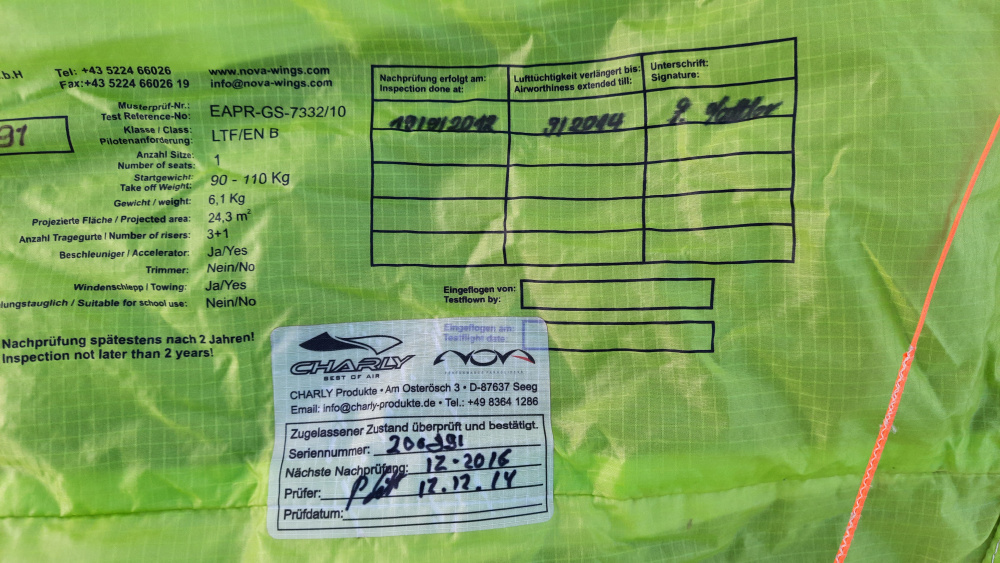 b.H
Tel: +43 5224 66026
www.nova-wings.com
Fax:+43 5224 66026 19
info@nova-wings.com
91
Musterprüf-Nr.:
Test Reference-No:
EAPR-GS-7332/10
Klasse / Class:
Pilotenanforderung:
LTF/EN B
Anzahl Sitze:
Number of seats:
1
Startgewicht:
Take off Weight:
90 - 110 Kg
Gewicht / weight:
6,1 Kg
Projezierte Fläche / Projected area:
24,3 m²
Anzahl Tragegurte / Number of risers:
3+1
Beschleuniger / Accelerator:
Ja/Yes
Trimmer:
Nein/No
Windenschlepp / Towing:
Ja/Yes
lungstauglich / Suitable for school use:
Nein/No
Nachprüfung spätestens nach 2 Jahren!
Inspection not later than 2 years!
Nachprüfung erfolgt am:
Inspection done at:
Lufttüchtigkeit verlängert bis:
Airworthiness extended till:
Unterschrift:
Signature:
9/2014
Eingeflogen von:
Testflown by:
Eingeflogen am:
Testflight date:
CHARLY
BEST OF AIR
NOVA
CHARLY Produkte • Am Osterösch 3 • D-87637 Seeg
Email: info@charly-produkte.de • Tel.: +49 8364 1286
Zugelassener Zustand überprüft und bestätigt.
Seriennummer:
Nächste Nachprüfung: 12-2016
Prüfer: 12.12.14
Prüfdatum: